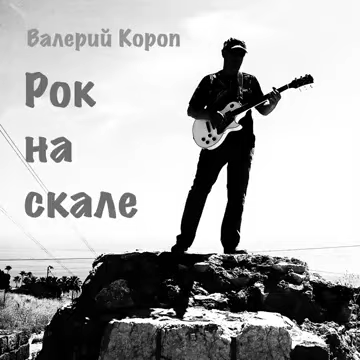 Валерий Короп
Рок
на
скале